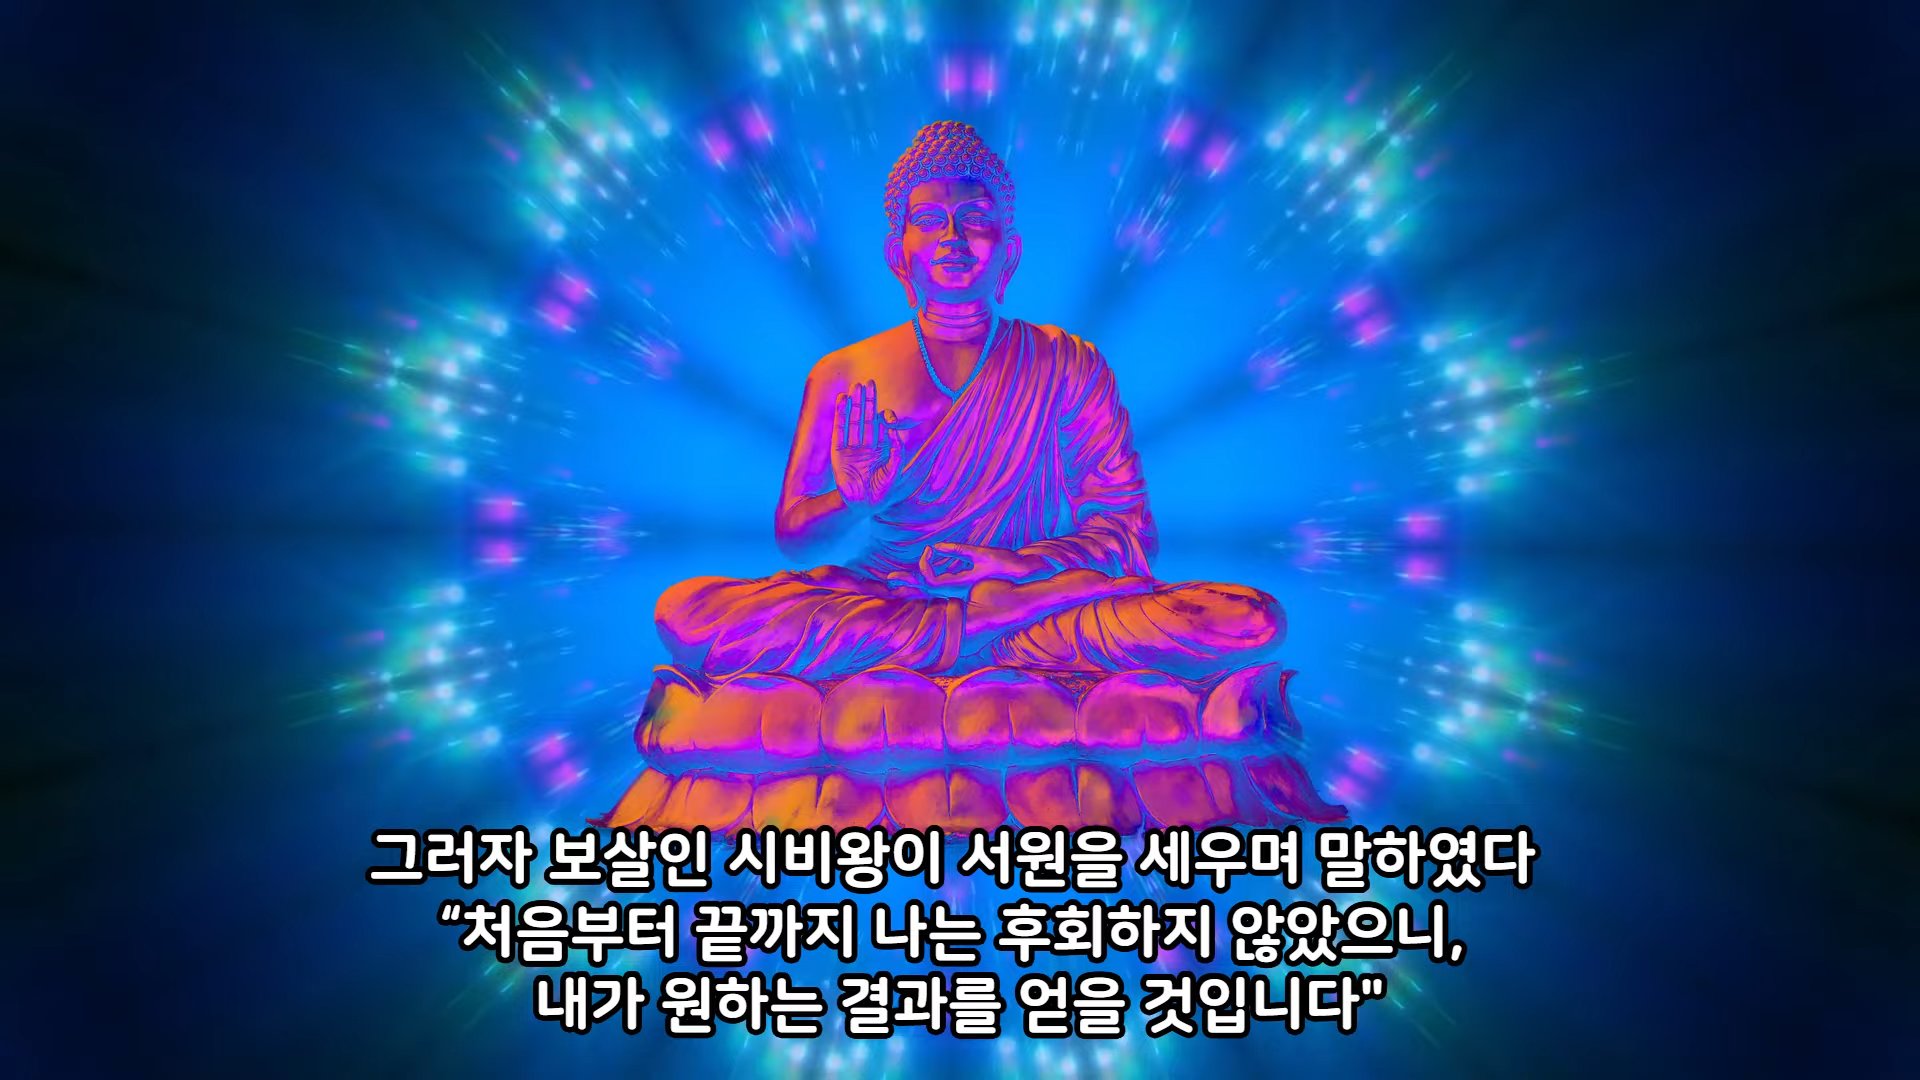 그러자 보살인 시비왕이 서원을 세우며 말하였다
“처음부터 끝까지 나는 후회하지 않았으니,
내가 원하는 결과를 얻을 것입니다"